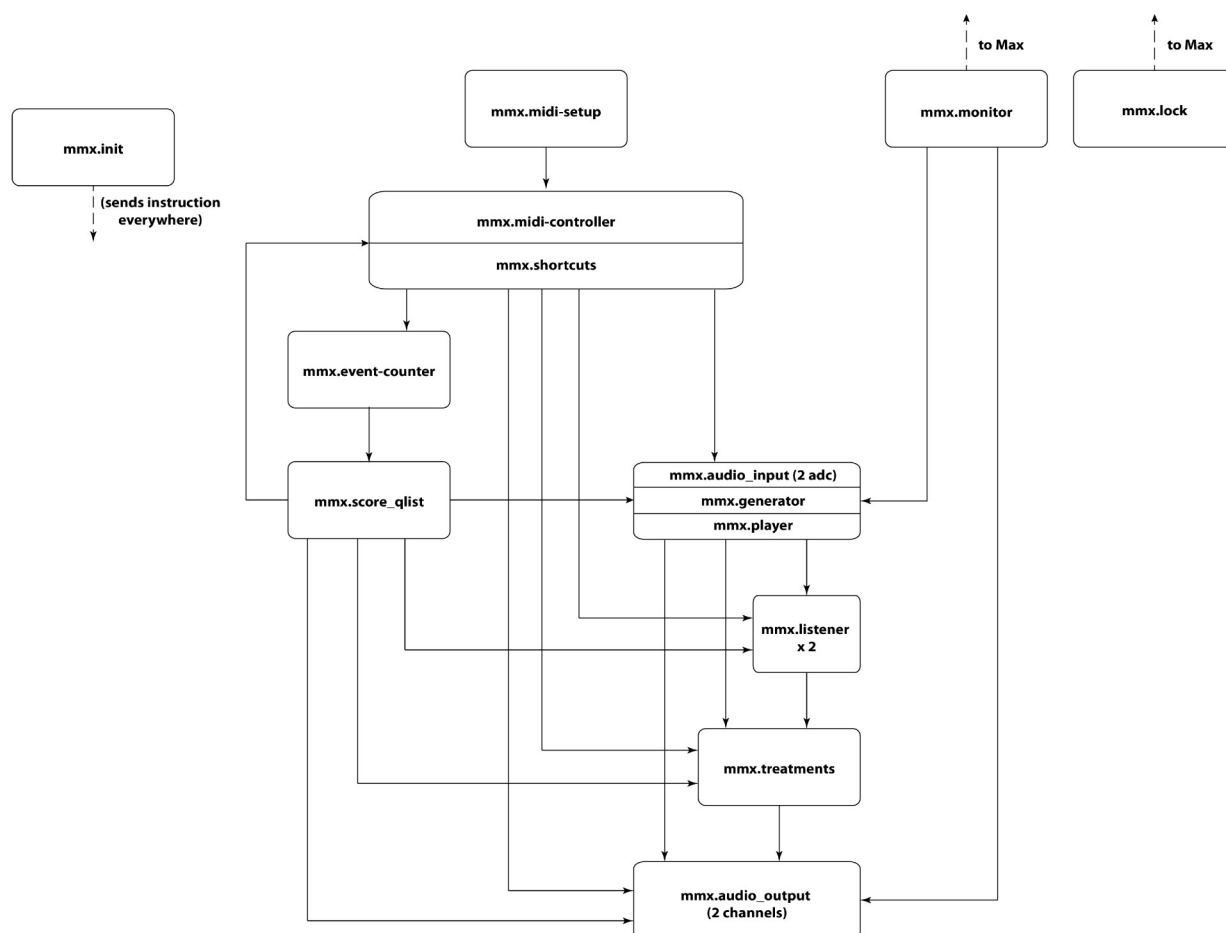 to Max
to Max
mmx.midi-setup
mmx.monitor
mmx.lock
mmx.init
(sends instruction
everywhere)
mmx.midi-controller
mmx.shortcuts
mmx.event-counter
mmx.score_qlist
mmx.audio_input (2 adc)
mmx.generator
mmx.player
mmx.listener
x 2
mmx.treatments
mmx.audio_output
(2 channels)